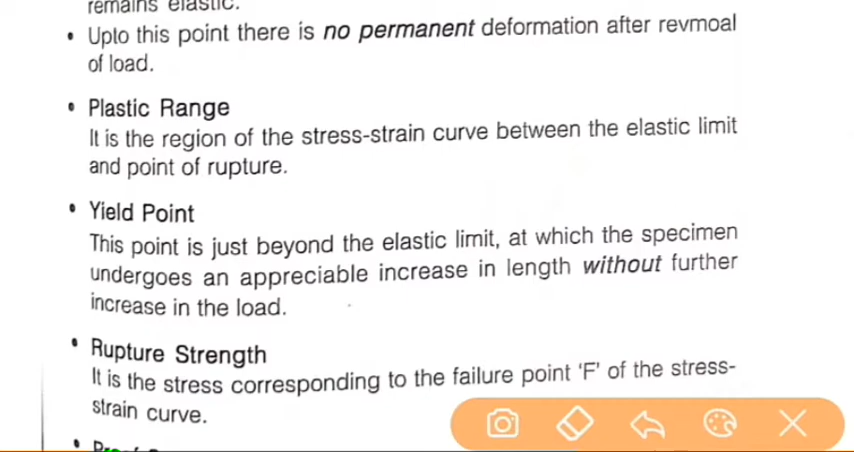 remains elastic.
• Upto this point there is no permanent deformation after revmoal
of load.
• Plastic Range
It is the region of the stress-strain curve between the elastic limit
and point of rupture.
• Yield Point
This point is just beyond the elastic limit, at which the specimen
undergoes an appreciable increase in length without further
increase in the load.
• Rupture Strength
It is the stress corresponding to the failure point 'F' of the stress-
strain curve.